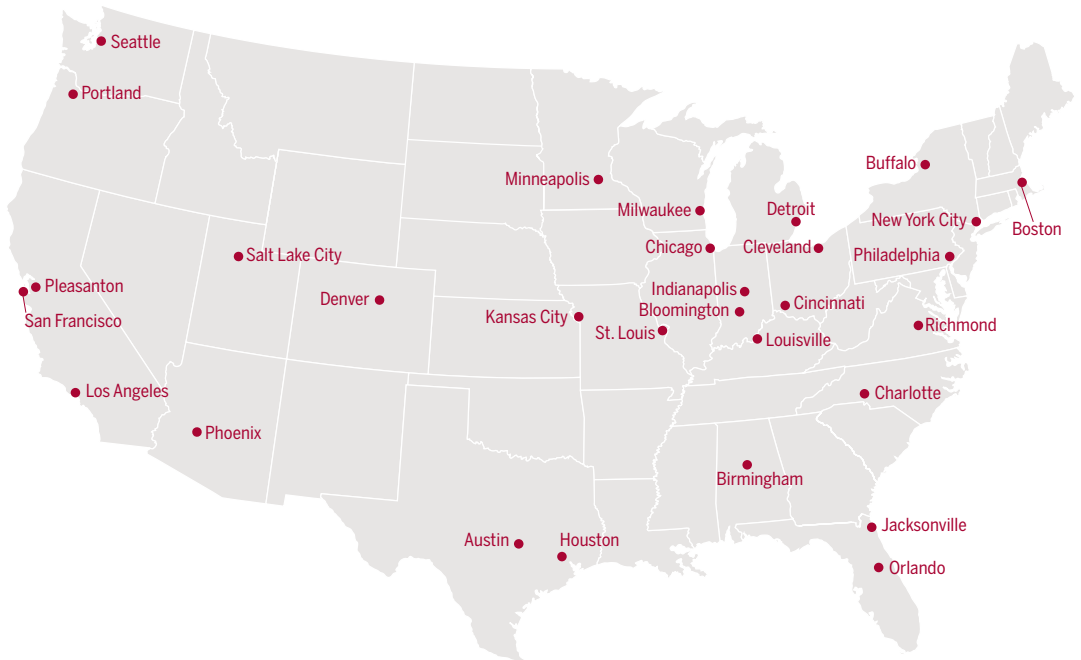 Seattle
Portland
Buffalo
Minneapolis
Milwaukee
Detroit
New York City
Boston
Chicago
Cleveland
Salt Lake City
Philadelphia
Pleasanton
Indianapolis
Denver
Cincinnati
Bloomington
Kansas City
San Francisco
Richmond
St. Louis
Louisville
Los Angeles
Charlotte
Phoenix
Birmingham
Jacksonville
Austin
Houston
Orlando